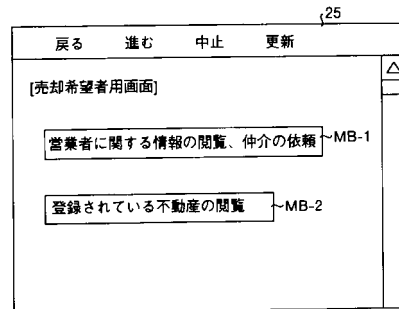 25
戻る 進む 中止 更新
[売却希望者用画面]
営業者に関する情報の閲覧、仲介の依頼 MB-1
登録されている不動産の閲覧 MB-2